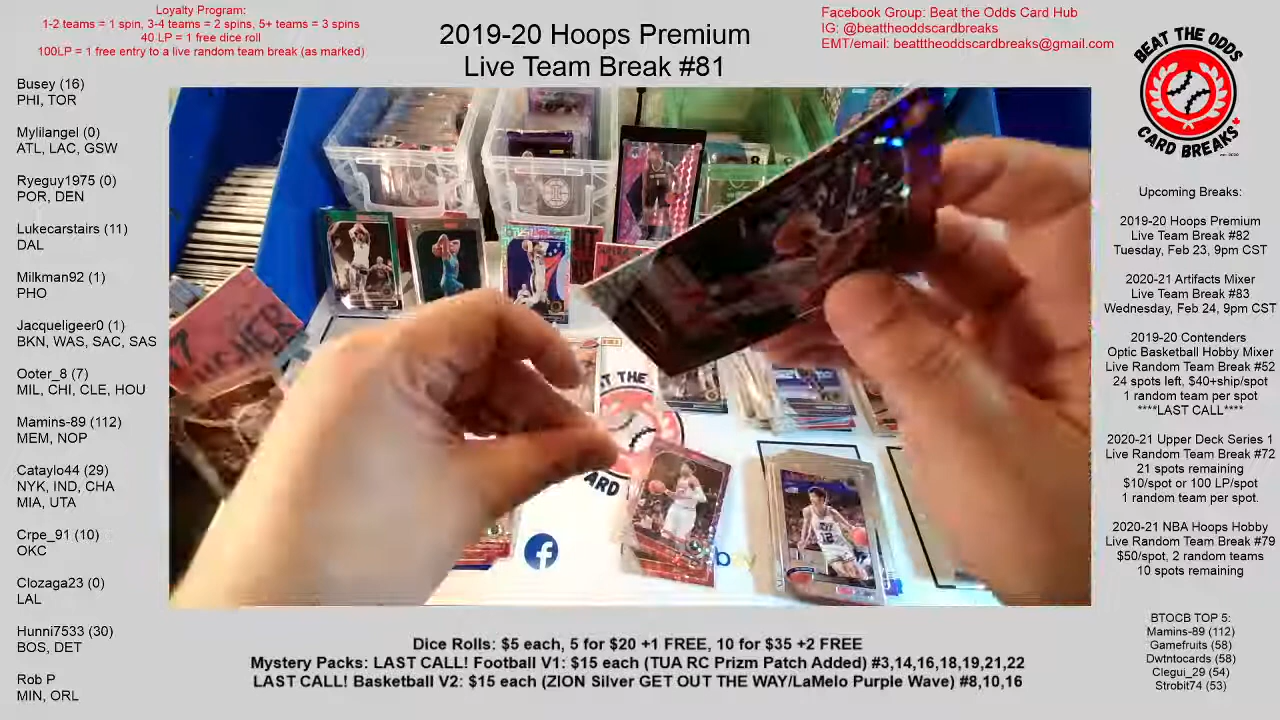 Loyalty Program:
1-2 teams = 1 spin, 3-4 teams = 2 spins, 5+ teams = 3 spins
40 LP = 1 free dice roll
100LP = 1 free entry to a live random team break (as marked)
2019-20 Hoops Premium
Live Team Break #81
Facebook Group: Beat the Odds Card Hub
IG: @beattheoddscardbreaks
EMT/email: beatttheoddscardbreaks@gmail.com
BEAT THE ODDS
CARD BREAKS
Busey (16)
PHI, TOR
Mylilangel (0)
ATL, LAC, GSW
Ryeguy1975 (0)
POR, DEN
Lukecarstairs (11)
DAL
Milkman92 (1)
PHO
Jacqueligeer0 (1)
BKN, WAS, SAC, SAS
Ooter_8 (7)
MIL, CHI, CLE, HOU
Mamins-89 (112)
MEM, NOP
Cataylo44 (29)
NYK, IND, CHA
MIA, UTA
Crpe_91 (10)
OKC
Clozaga23 (0)
LAL
Hunni7533 (30)
BOS, DET
Rob P
MIN, ORL
BEAT THE
ARD
Upcoming Breaks:
2019-20 Hoops Premium
Live Team Break #82
Tuesday, Feb 23, 9pm CST
2020-21 Artifacts Mixer
Live Team Break #83
Wednesday, Feb 24, 9pm CST
2019-20 Contenders
Optic Basketball Hobby Mixer
Live Random Team Break #52
24 spots left, $40+ship/spot
1 random team per spot
****LAST CALL****
2020-21 Upper Deck Series 1
Live Random Team Break #72
21 spots remaining
$10/spot or 100 LP/spot
1 random team per spot.
2020-21 NBA Hoops Hobby
Live Random Team Break #79
$50/spot..2 random teams
10 spots remaining
BTOCB TOP 5:
Mamins-89 (112)
Gamefruits (58)
Dwtntocards (58)
Clegui_29 (54)
Strobit74 (53)
Dice Rolls: $5 each, 5 for $20 +1 FREE, 10 for $35 +2 FREE
Mystery Packs: LAST CALL! Football V1: $15 each (TUA RC Prizm Patch Added) #3,14,16,18,19,21,22
LAST CALL! Basketball V2: $15 each (ZION Silver GET OUT THE WAY/LaMelo Purple Wave) #8,10,16